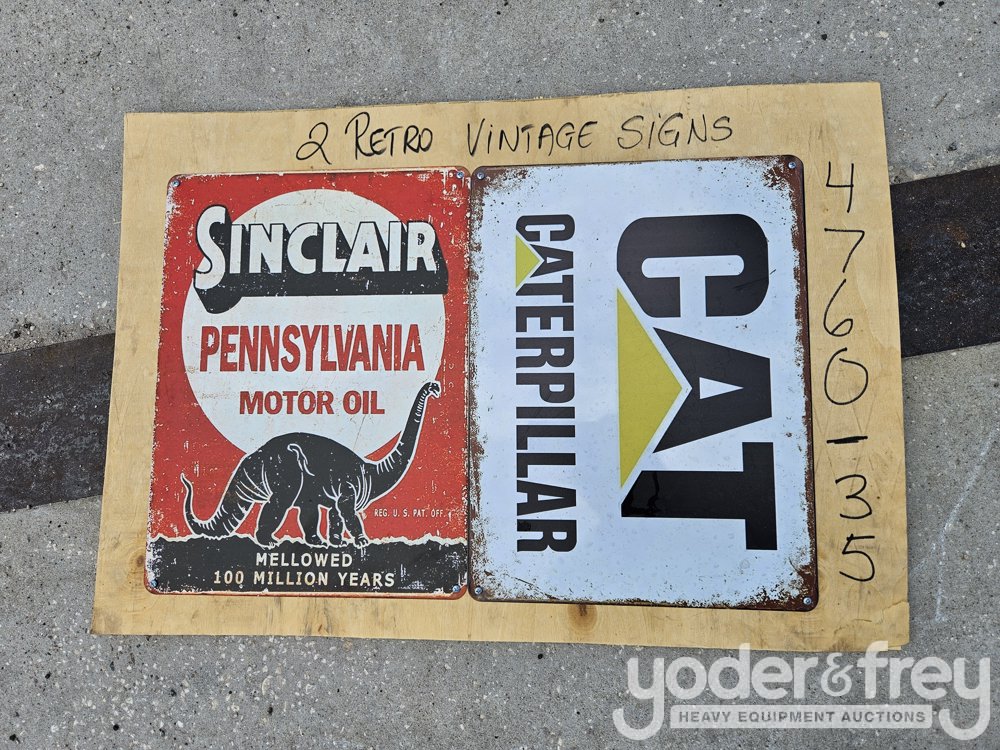 2 RETRO VINTAGE SIGNS
SINCLAIR
PENNSYLVANIA
MOTOR OIL
REG. U.S. PAT. OFF.
MELLOWED
100 MILLION YEARS
CAT
CATERPILLAR
4760-35
yoder&frey
HEAVY EQUIPMENT AUCTIONS